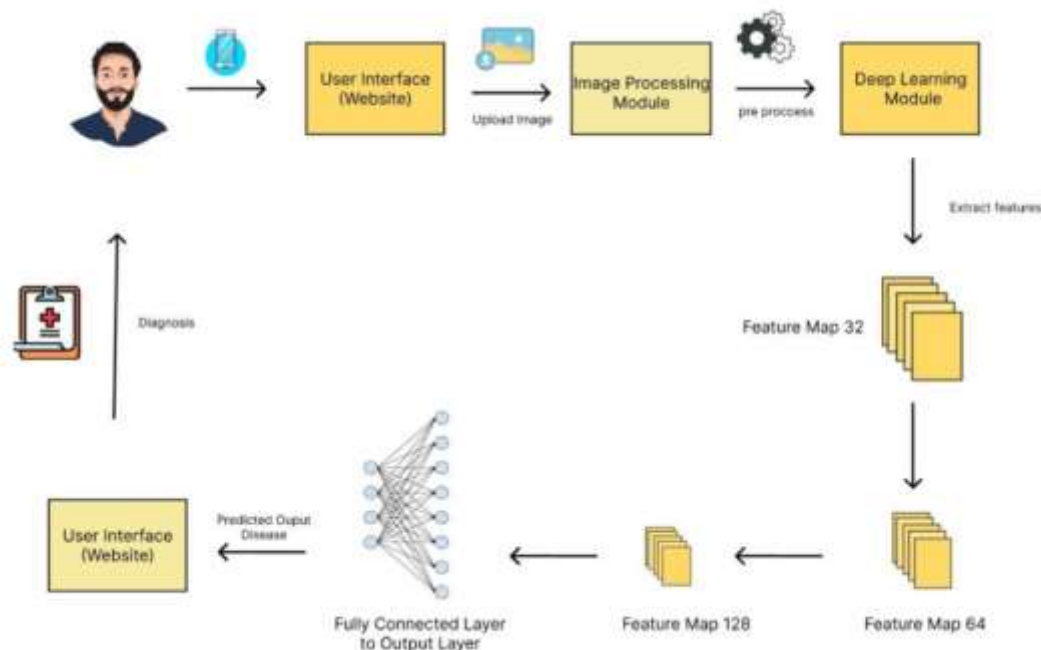 User Interface
(Website)
Upload Image
Image Processing
Module
pre proccess
Deep Learning
Module
Extract features
Feature Map 32
Feature Map 64
Feature Map 128
Fully Connected Layer
to Output Layer
Predicted Ouput
Disease
User Interface
(Website)
Diagnosis